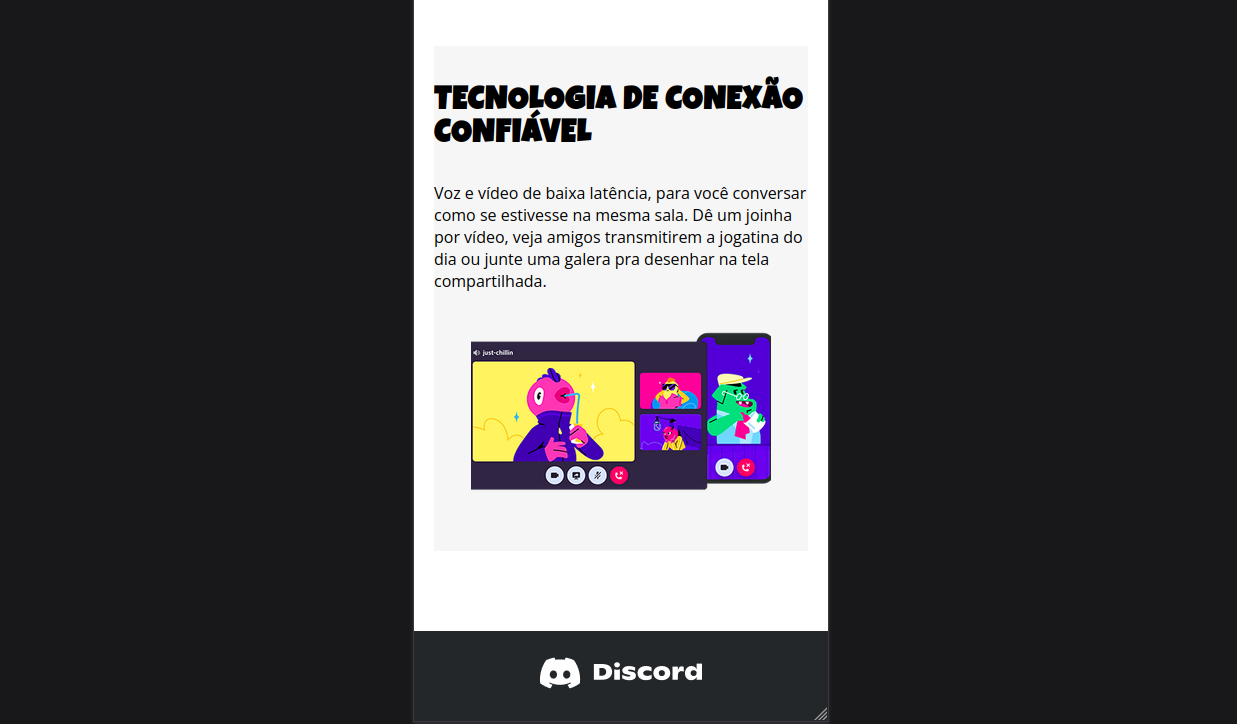 TECNOLOGIA DE CONEXÃO
CONFIÁVEL
Voz e vídeo de baixa latência, para você conversar
como se estivesse na mesma sala. Dê um joinha
por vídeo, veja amigos transmitirem a jogatina do
dia ou junte uma galera pra desenhar na tela
compartilhada.
just-chillin
Discord